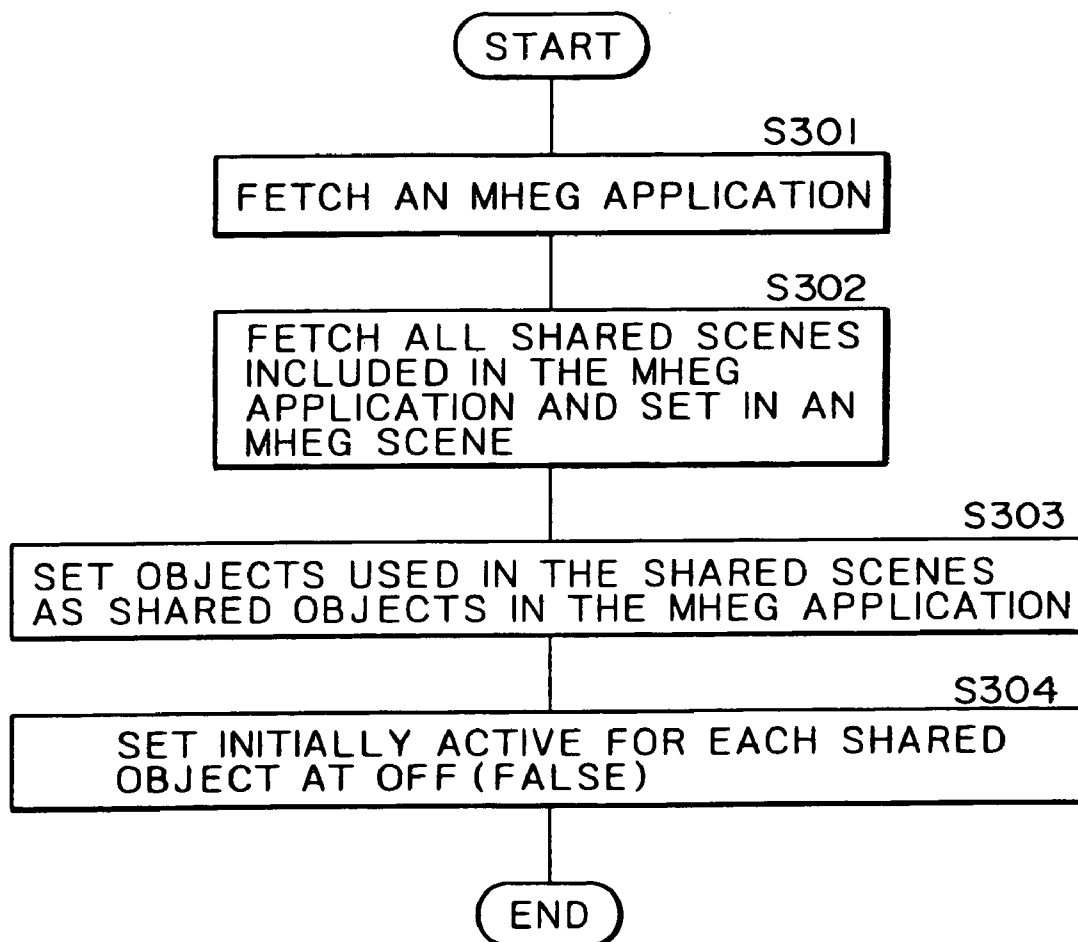 START
S301
FETCH AN MHEG APPLICATION
S302
FETCH ALL SHARED SCENES
INCLUDED IN THE MHEG
APPLICATION AND SET IN AN
MHEG SCENE
S303
SET OBJECTS USED IN THE SHARED SCENES
AS SHARED OBJECTS IN THE MHEG APPLICATION
S304
SET INITIALLY ACTIVE FOR EACH SHARED
OBJECT AT OFF (FALSE)
END